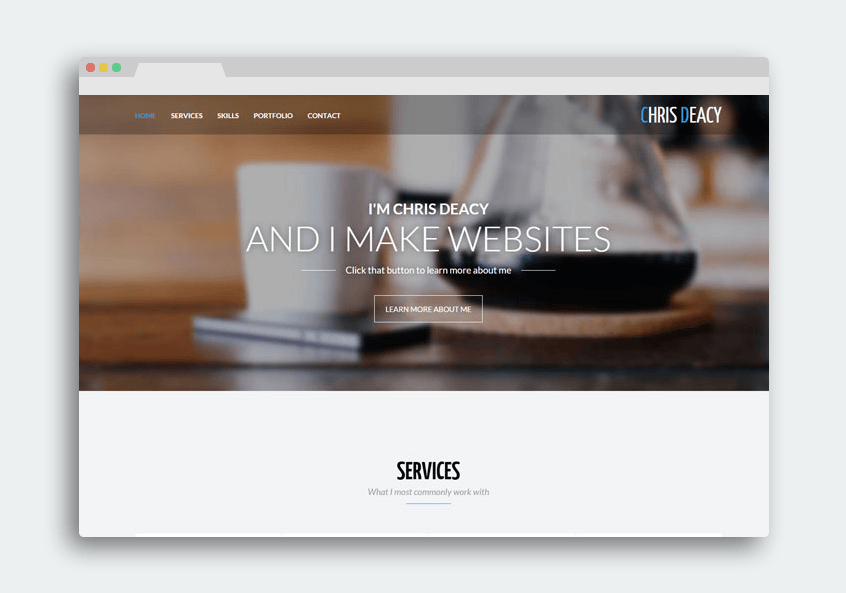 HOME SERVICES SKILLS PORTFOLIO CONTACT CHRIS DEACY
I'M CHRIS DEACY
AND I MAKE WEBSITES
Click that button to learn more about me
LEARN MORE ABOUT ME
SERVICES
What I most commonly work with